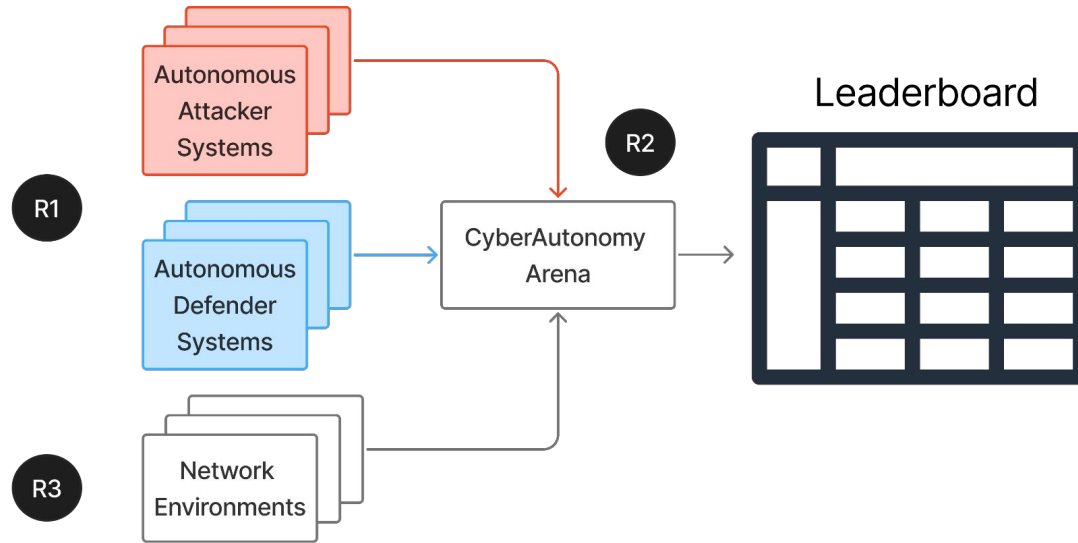 Autonomous
Attacker
Systems
R1
R2
Leaderboard
Autonomous
Defender
Systems
CyberAutonomy
Arena
R3
Network
Environments